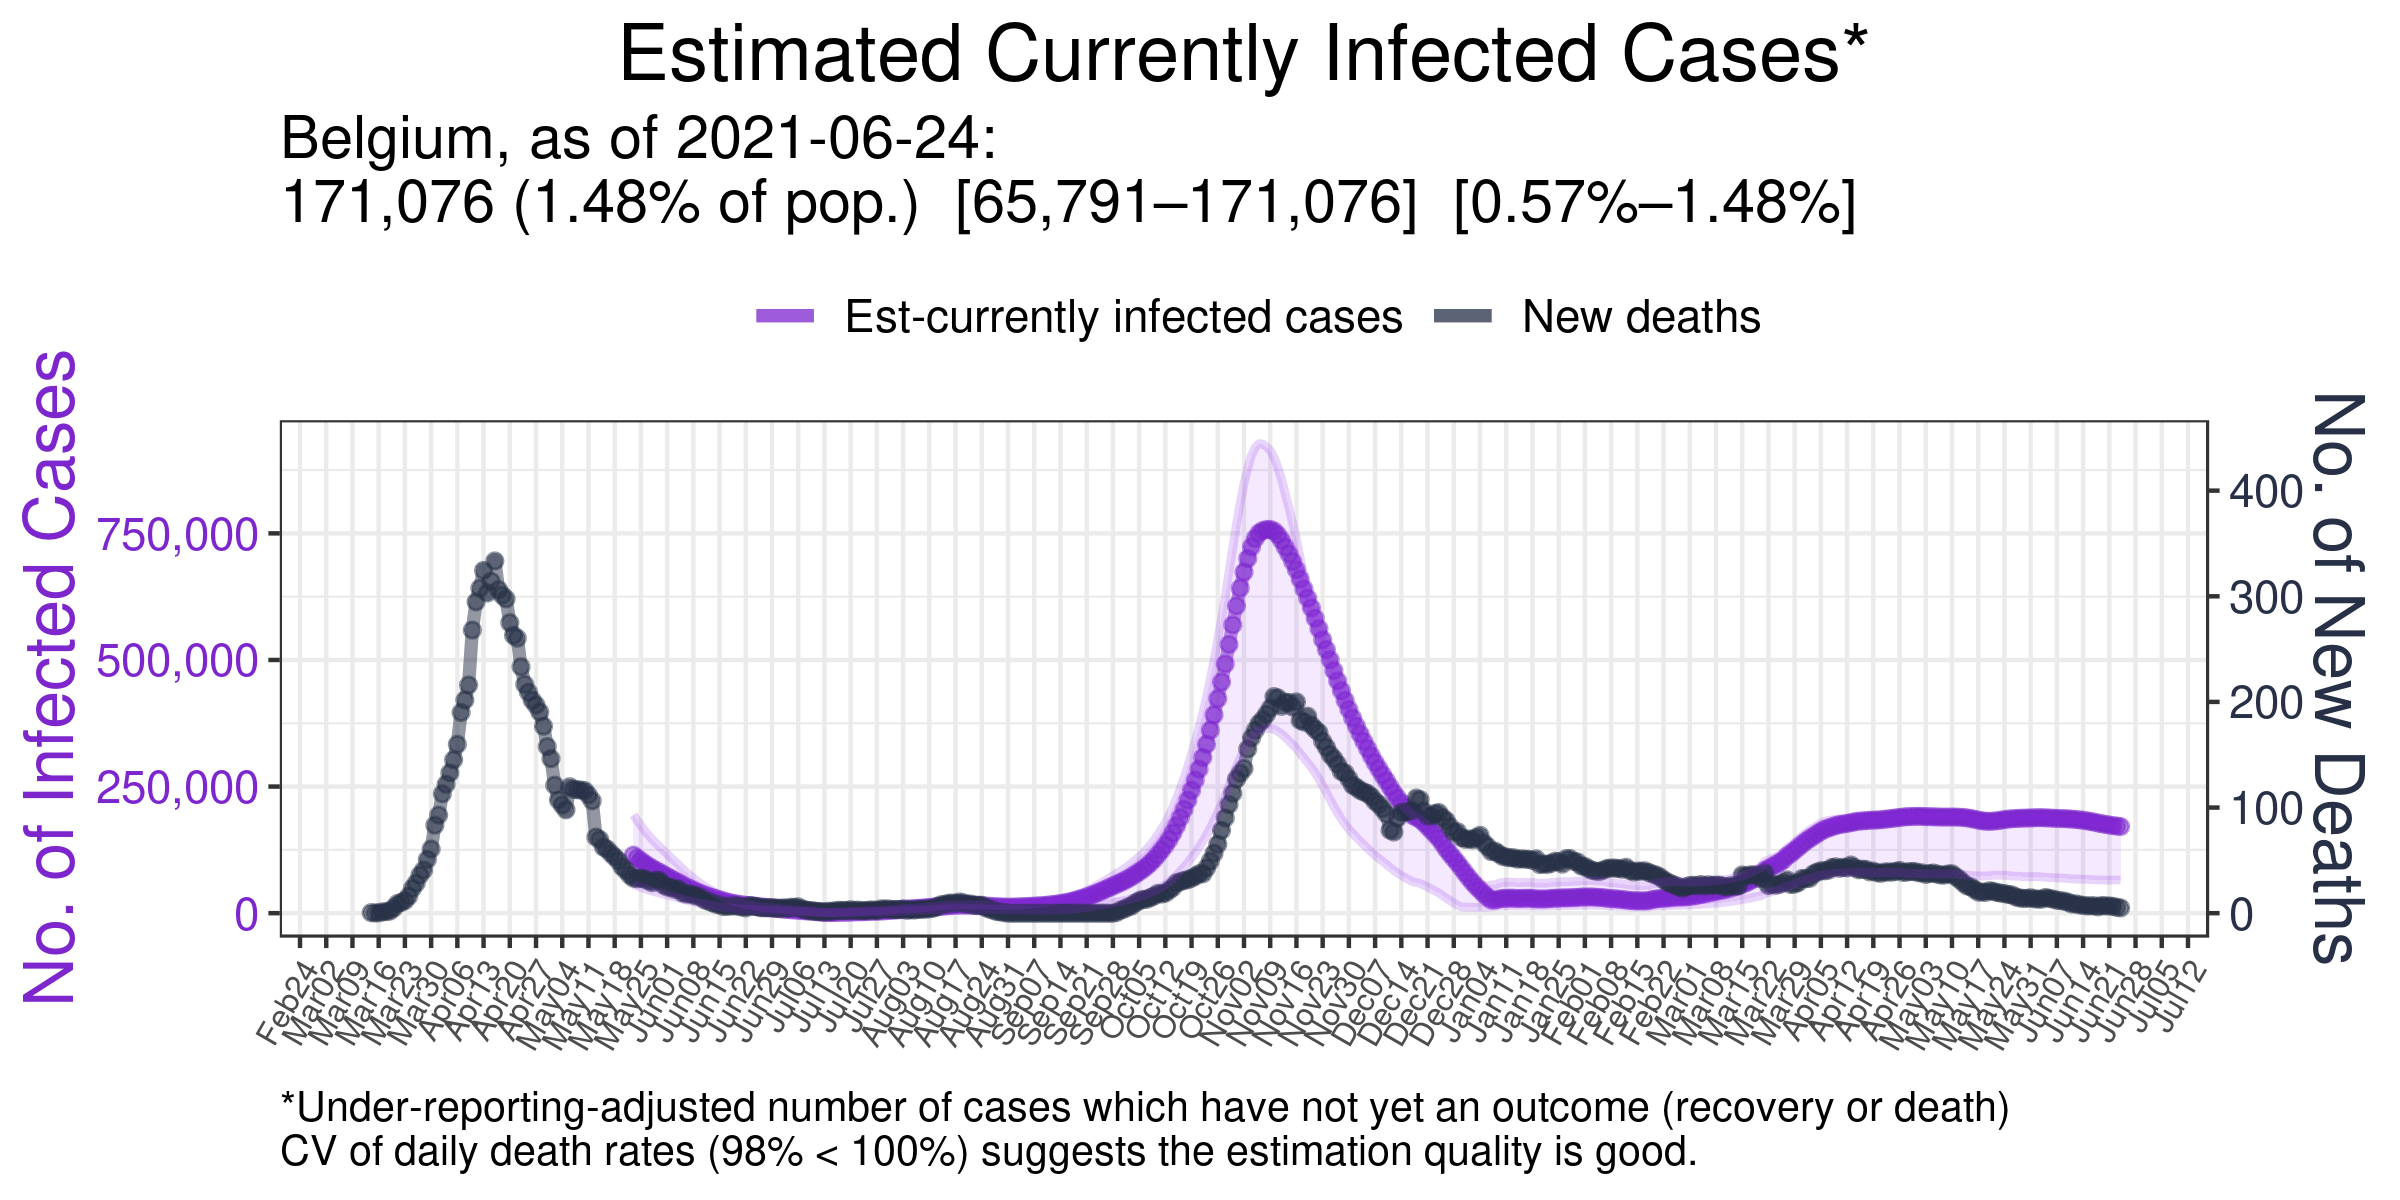 Estimated Currently Infected Cases*
Belgium, as of 2021-06-24:
171,076 (1.48% of pop.) [65,791–171,076] [0.57%–1.48%]
Est-currently infected cases
New deaths
No. of Infected Cases
750,000
500,000
250,000
0
No. of New Deaths
400
300
200
100
0
Feb24
Mar02
Mar09
Mar16
Mar23
Mar30
Apr06
Apr13
Apr20
Apr27
May04
May11
May18
May25
Jun01
Jun08
Jun15
Jun22
Jun29
Jul06
Jul13
Jul20
Jul27
Aug03
Aug10
Aug17
Aug24
Aug31
Sep07
Sep14
Sep21
Sep28
Oct05
Oct12
Oct19
Oct26
Nov02
Nov09
Nov16
Nov23
Nov30
Dec07
Dec14
Dec21
Dec28
Jan04
Jan11
Jan18
Jan25
Feb01
Feb08
Feb15
Feb22
Mar01
Mar08
Mar15
Mar22
Mar29
Apr05
Apr12
Apr19
Apr26
May03
May10
May17
May24
May31
Jun07
Jun14
Jun21
Jun28
Jul05
Jul12
*Under-reporting-adjusted number of cases which have not yet an outcome (recovery or death)
CV of daily death rates (98% < 100%) suggests the estimation quality is good.